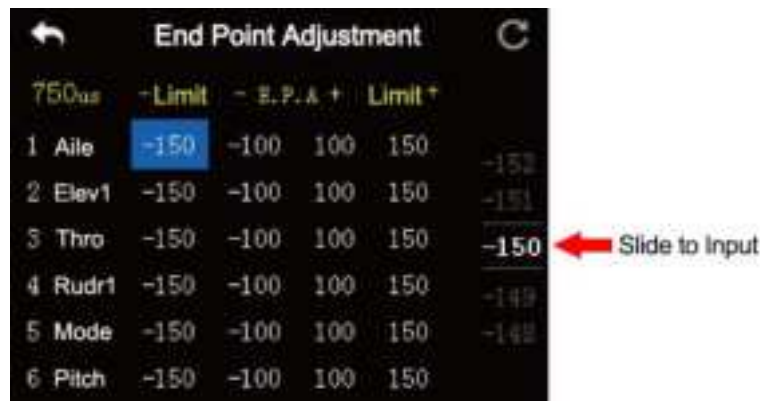 End Point Adjustment
750us -Limit - E.P.A + Limit+
1 Aile -150 -100 100 150
-152
2 Elev1 -150 -100 100 150
-151
3 Thro -150 -100 100 150
-150 Slide to Input
4 Rudr1 -150 -100 100 150
-149
5 Mode -150 -100 100 150
-148
6 Pitch -150 -100 100 150